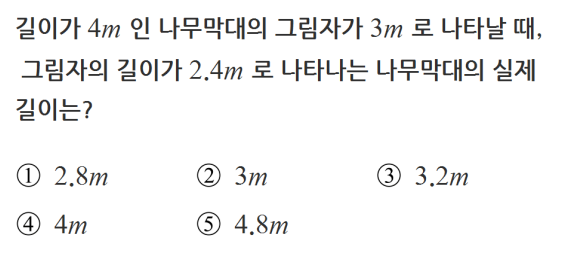 길이가 4m 인 나무막대의 그림자가 3m 로 나타날 때,
그림자의 길이가 2.4m 로 나타나는 나무막대의 실제
길이는?
① 2.8m ② 3m ③ 3.2m
④ 4m ⑤ 4.8m